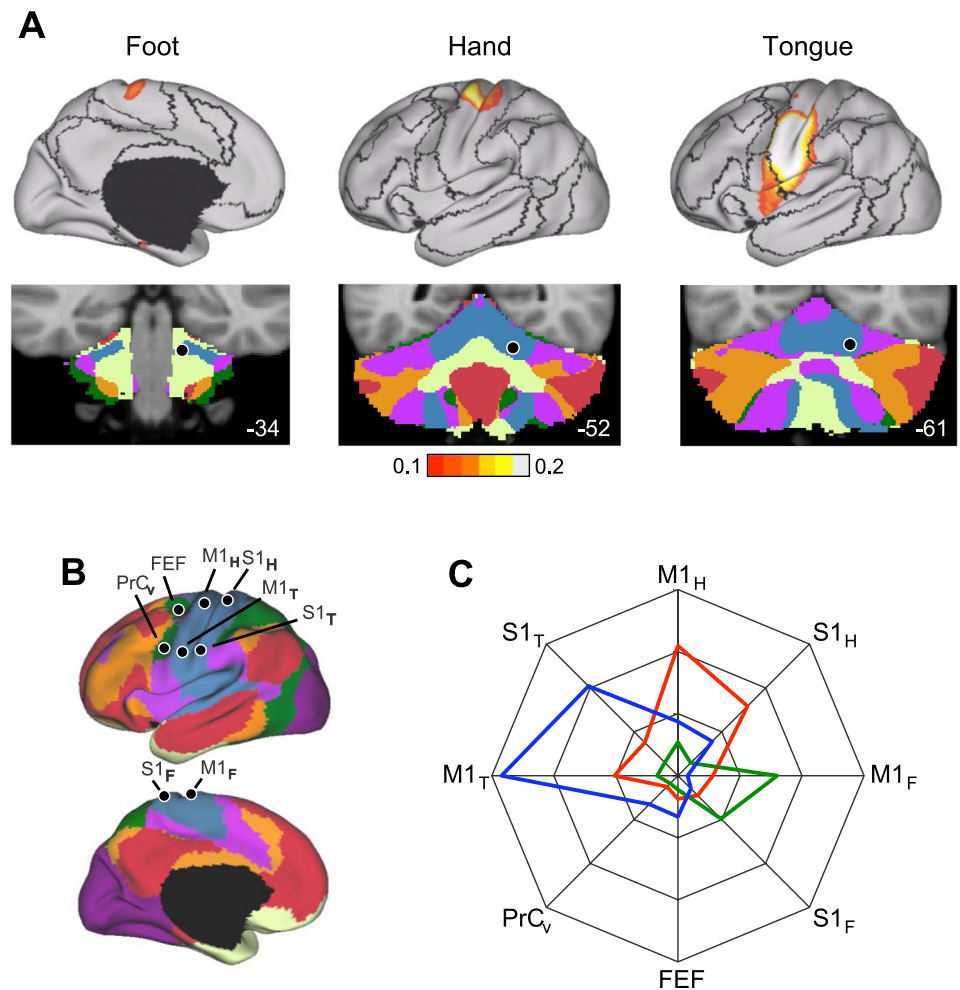 A
Foot Hand Tongue
-34 -52 -61
0.1 0.2
B
FEF M1H S1H
PrCv M1T
S1T
S1F M1F
C
M1H
S1T S1H
M1T M1F
PrCv S1F
FEF